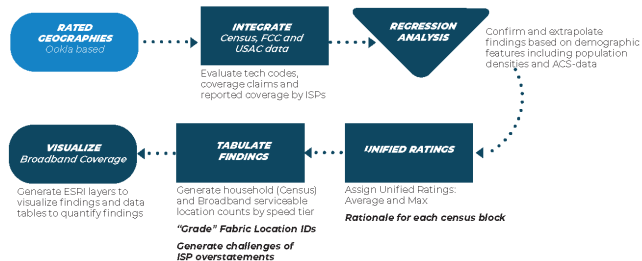 RATED
GEOGRAPHIES
Ookla based
INTEGRATE
Census, FCC and
USAC data
Evaluate tech codes,
coverage claims and
reported coverage by ISPs
REGRESSION
ANALYSIS
Confirm and extrapolate
findings based on demographic
features including population
densities and ACS-data
VISUALIZE
Broadband Coverage
Generate ESRI layers to
visualize findings and data
tables to quantify findings
TABULATE
FINDINGS
Generate household (Census)
and Broadband serviceable
location counts by speed tier
"Grade" Fabric Location IDs
Generate challenges of
ISP overstatements
UNIFIED RATINGS
Assign Unified Ratings:
Average and Max
Rationale for each census block